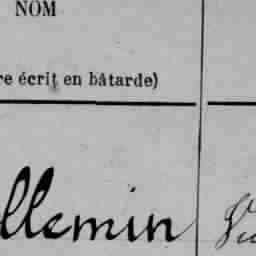 NOM
re écrit en bâtarde)
llemin